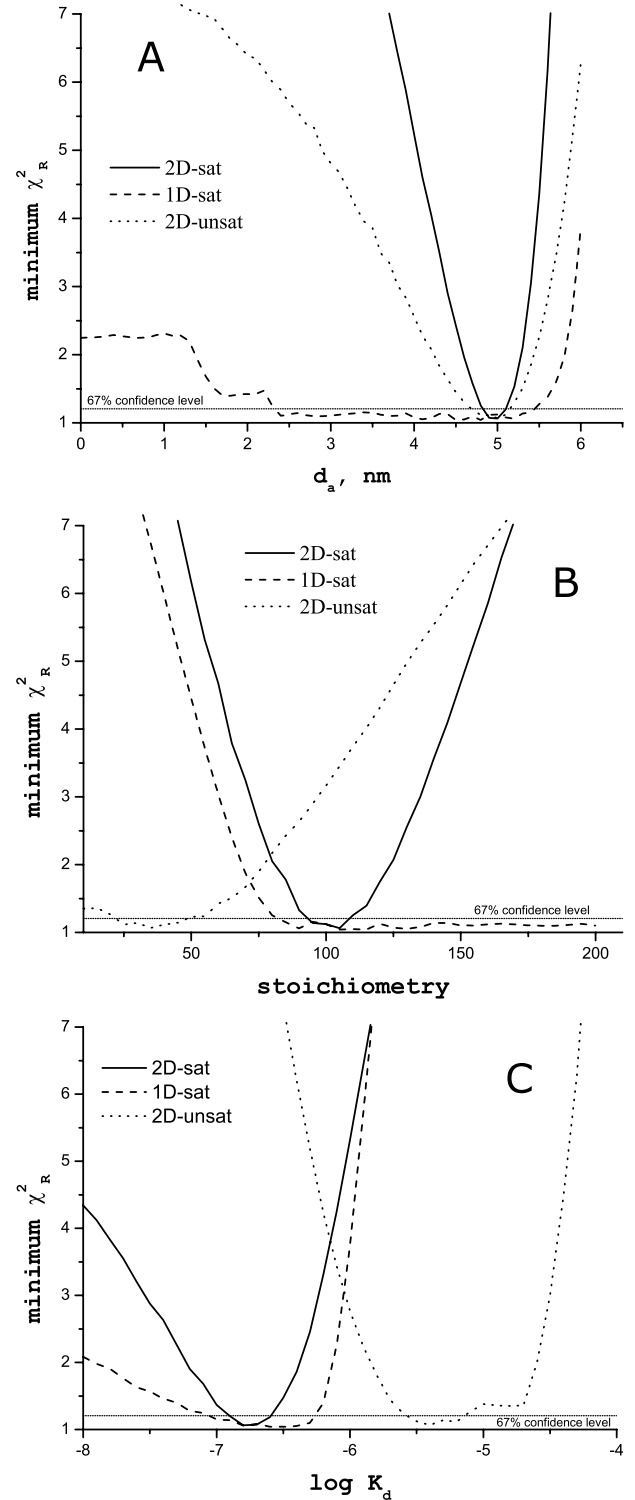 7
A
6
5
2D-sat
1D-sat
2D-unsat
4
3
2
67% confidence level
1
minimum χ²R
0 1 2 3 4 5 6
da, nm
7
2D-sat
1D-sat
2D-unsat
B
6
5
4
3
2
67% confidence level
1
minimum χ²R
50 100 150 200
stoichiometry
7
2D-sat
1D-sat
2D-unsat
C
6
5
4
3
2
67% confidence level
1
minimum χ²R
-8 -7 -6 -5 -4
log Kd